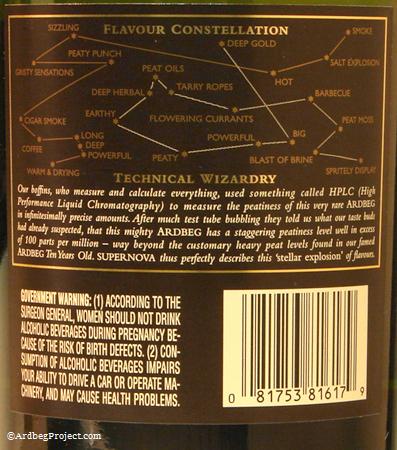 FLAVOUR CONSTELLATION
SIZZLING
SMOKE
DEEP GOLD
PEATY PUNCH
SALT EXPLOSION
GRISTY SENSATIONS
PEAT OILS
HOT
DEEP HERBAL
TARRY ROPES
BARBECUE
EARTHY
FLOWERING CURRANTS
CIGAR SMOKE
PEAT MOSS
LONG
DEEP
POWERFUL
COFFEE
POWERFUL
BIG
PEATY
BLAST OF BRINE
WARM & DRYING
SPRITELY DISPLAY
TECHNICAL WIZARDRY
Our boffins, who measure and calculate everything, used something called HPLC (High
Performance Liquid Chromatography) to measure the peatiness of this very rare ARDBEG
in infinitesimally precise amounts. After much test tube bubbling they told us what our taste buds
had already suspected, that this mighty ARDBEG has a staggering peatiness level well in excess
of 100 parts per million – way beyond the customary heavy peat levels found in our famed
ARDBEG Ten Years Old. SUPERNOVA thus perfectly describes this 'stellar explosion' of flavours.
GOVERNMENT WARNING: (1) ACCORDING TO THE
SURGEON GENERAL, WOMEN SHOULD NOT DRINK
ALCOHOLIC BEVERAGES DURING PREGNANCY BE-
CAUSE OF THE RISK OF BIRTH DEFECTS. (2) CON-
SUMPTION OF ALCOHOLIC BEVERAGES IMPAIRS
YOUR ABILITY TO DRIVE A CAR OR OPERATE MA-
CHINERY, AND MAY CAUSE HEALTH PROBLEMS.
0 81753 81617 9
©ArdbegProject.com